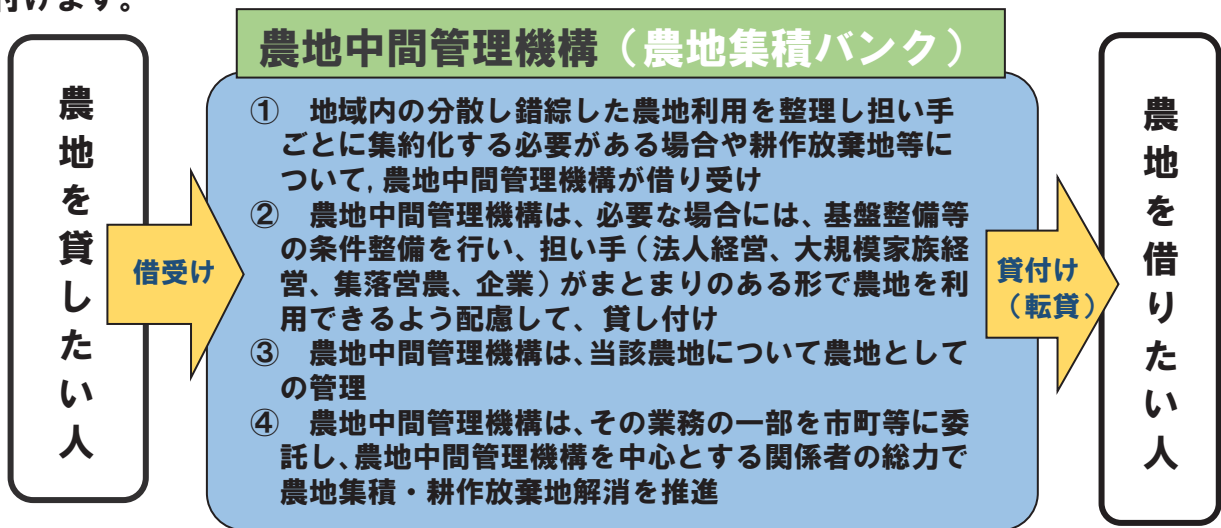 付けます。
農地を貸したい人
借受け
農地中間管理機構（農地集積バンク）
① 地域内の分散し錯綜した農地利用を整理し担い手
ごとに集約化する必要がある場合や耕作放棄地等に
ついて,農地中間管理機構が借り受け
② 農地中間管理機構は、必要な場合には、基盤整備等
の条件整備を行い、担い手（法人経営、大規模家族経
営、集落営農、企業）がまとまりのある形で農地を利
用できるよう配慮して、貸し付け
③ 農地中間管理機構は、当該農地について農地として
の管理
④ 農地中間管理機構は、その業務の一部を市町等に委
託し、農地中間管理機構を中心とする関係者の総力で
農地集積・耕作放棄地解消を推進
貸付け
（転貸）
農地を借りたい人